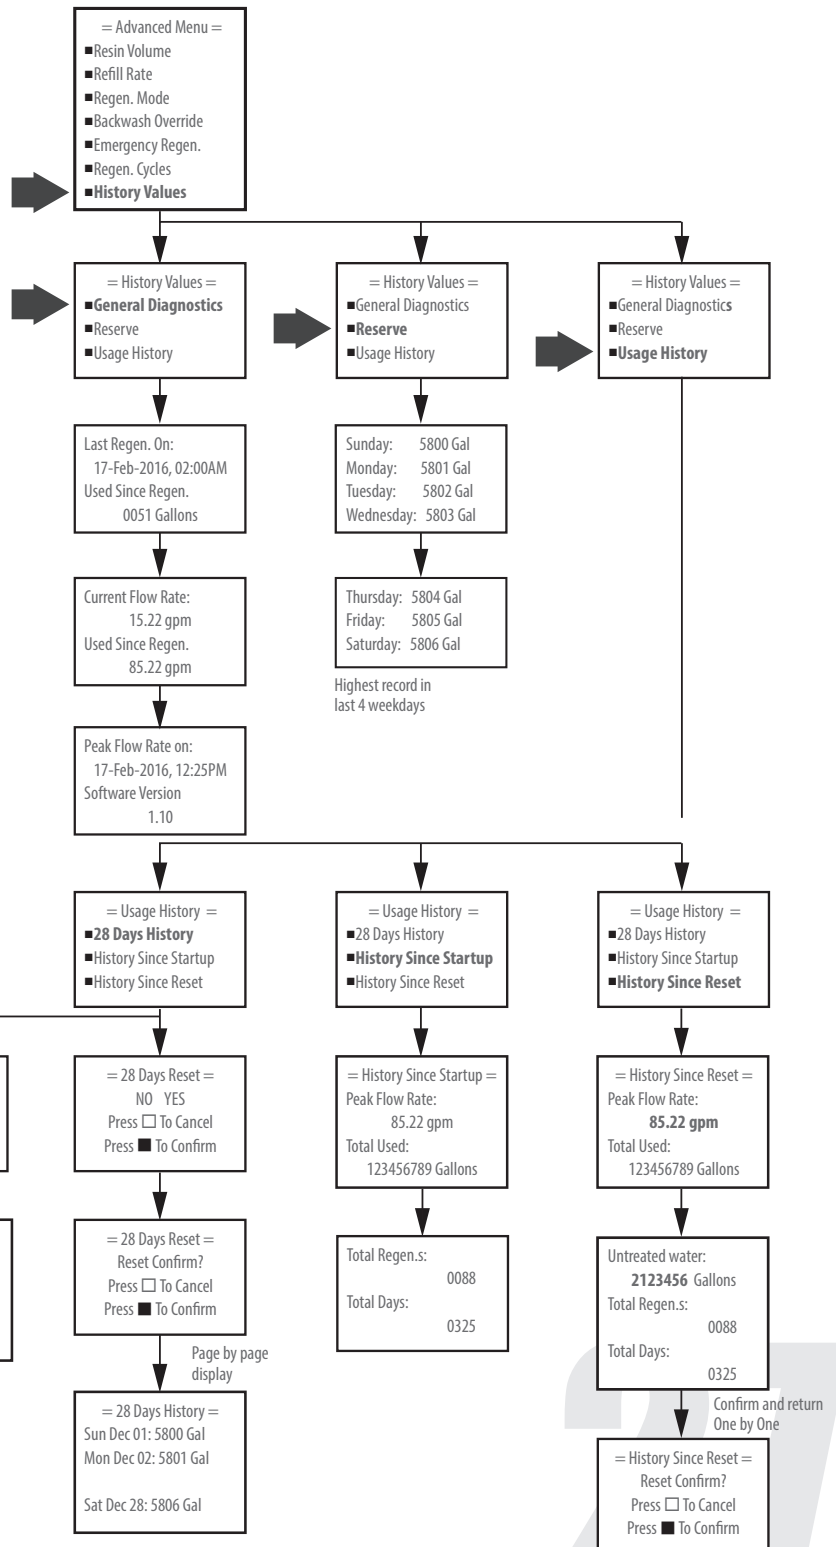 = Advanced Menu =
■Resin Volume
■Refill Rate
■Regen. Mode
■Backwash Override
■Emergency Regen.
■Regen. Cycles
■History Values
= History Values =
■General Diagnostics
■Reserve
■Usage History
= History Values =
■General Diagnostics
■Reserve
■Usage History
= History Values =
■General Diagnostics
■Reserve
■Usage History
Last Regen. On:
17-Feb-2016, 02:00AM
Used Since Regen.
0051 Gallons
Sunday: 5800 Gal
Monday: 5801 Gal
Tuesday: 5802 Gal
Wednesday: 5803 Gal
Current Flow Rate:
15.22 gpm
Used Since Regen.
85.22 gpm
Thursday: 5804 Gal
Friday: 5805 Gal
Saturday: 5806 Gal
Highest record in
last 4 weekdays
Peak Flow Rate on:
17-Feb-2016, 12:25PM
Software Version
1.10
= Usage History =
■28 Days History
■History Since Startup
■History Since Reset
= Usage History =
■28 Days History
■History Since Startup
■History Since Reset
= Usage History =
■28 Days History
■History Since Startup
■History Since Reset
= 28 Days Reset =
NO YES
Press □ To Cancel
Press ■ To Confirm
= History Since Startup =
Peak Flow Rate:
85.22 gpm
Total Used:
123456789 Gallons
= History Since Reset =
Peak Flow Rate:
85.22 gpm
Total Used:
123456789 Gallons
= 28 Days Reset =
Reset Confirm?
Press □ To Cancel
Press ■ To Confirm
Total Regen.s:
0088
Total Days:
0325
Untreated water:
2123456 Gallons
Total Regen.s:
0088
Total Days:
0325
Page by page
display
= 28 Days History =
Sun Dec 01: 5800 Gal
Mon Dec 02: 5801 Gal
Sat Dec 28: 5806 Gal
Confirm and return
One by One
= History Since Reset =
Reset Confirm?
Press □ To Cancel
Press ■ To Confirm
27